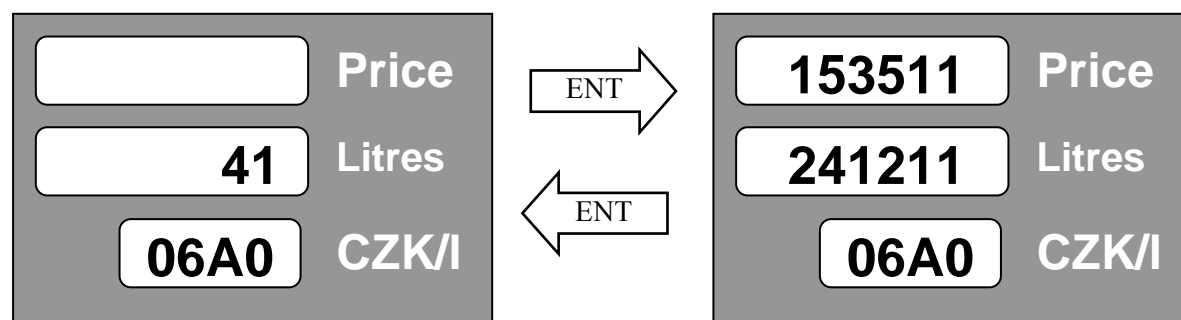 Price
41 Litres
06A0 CZK/l
ENT
ENT
153511 Price
241211 Litres
06A0 CZK/l